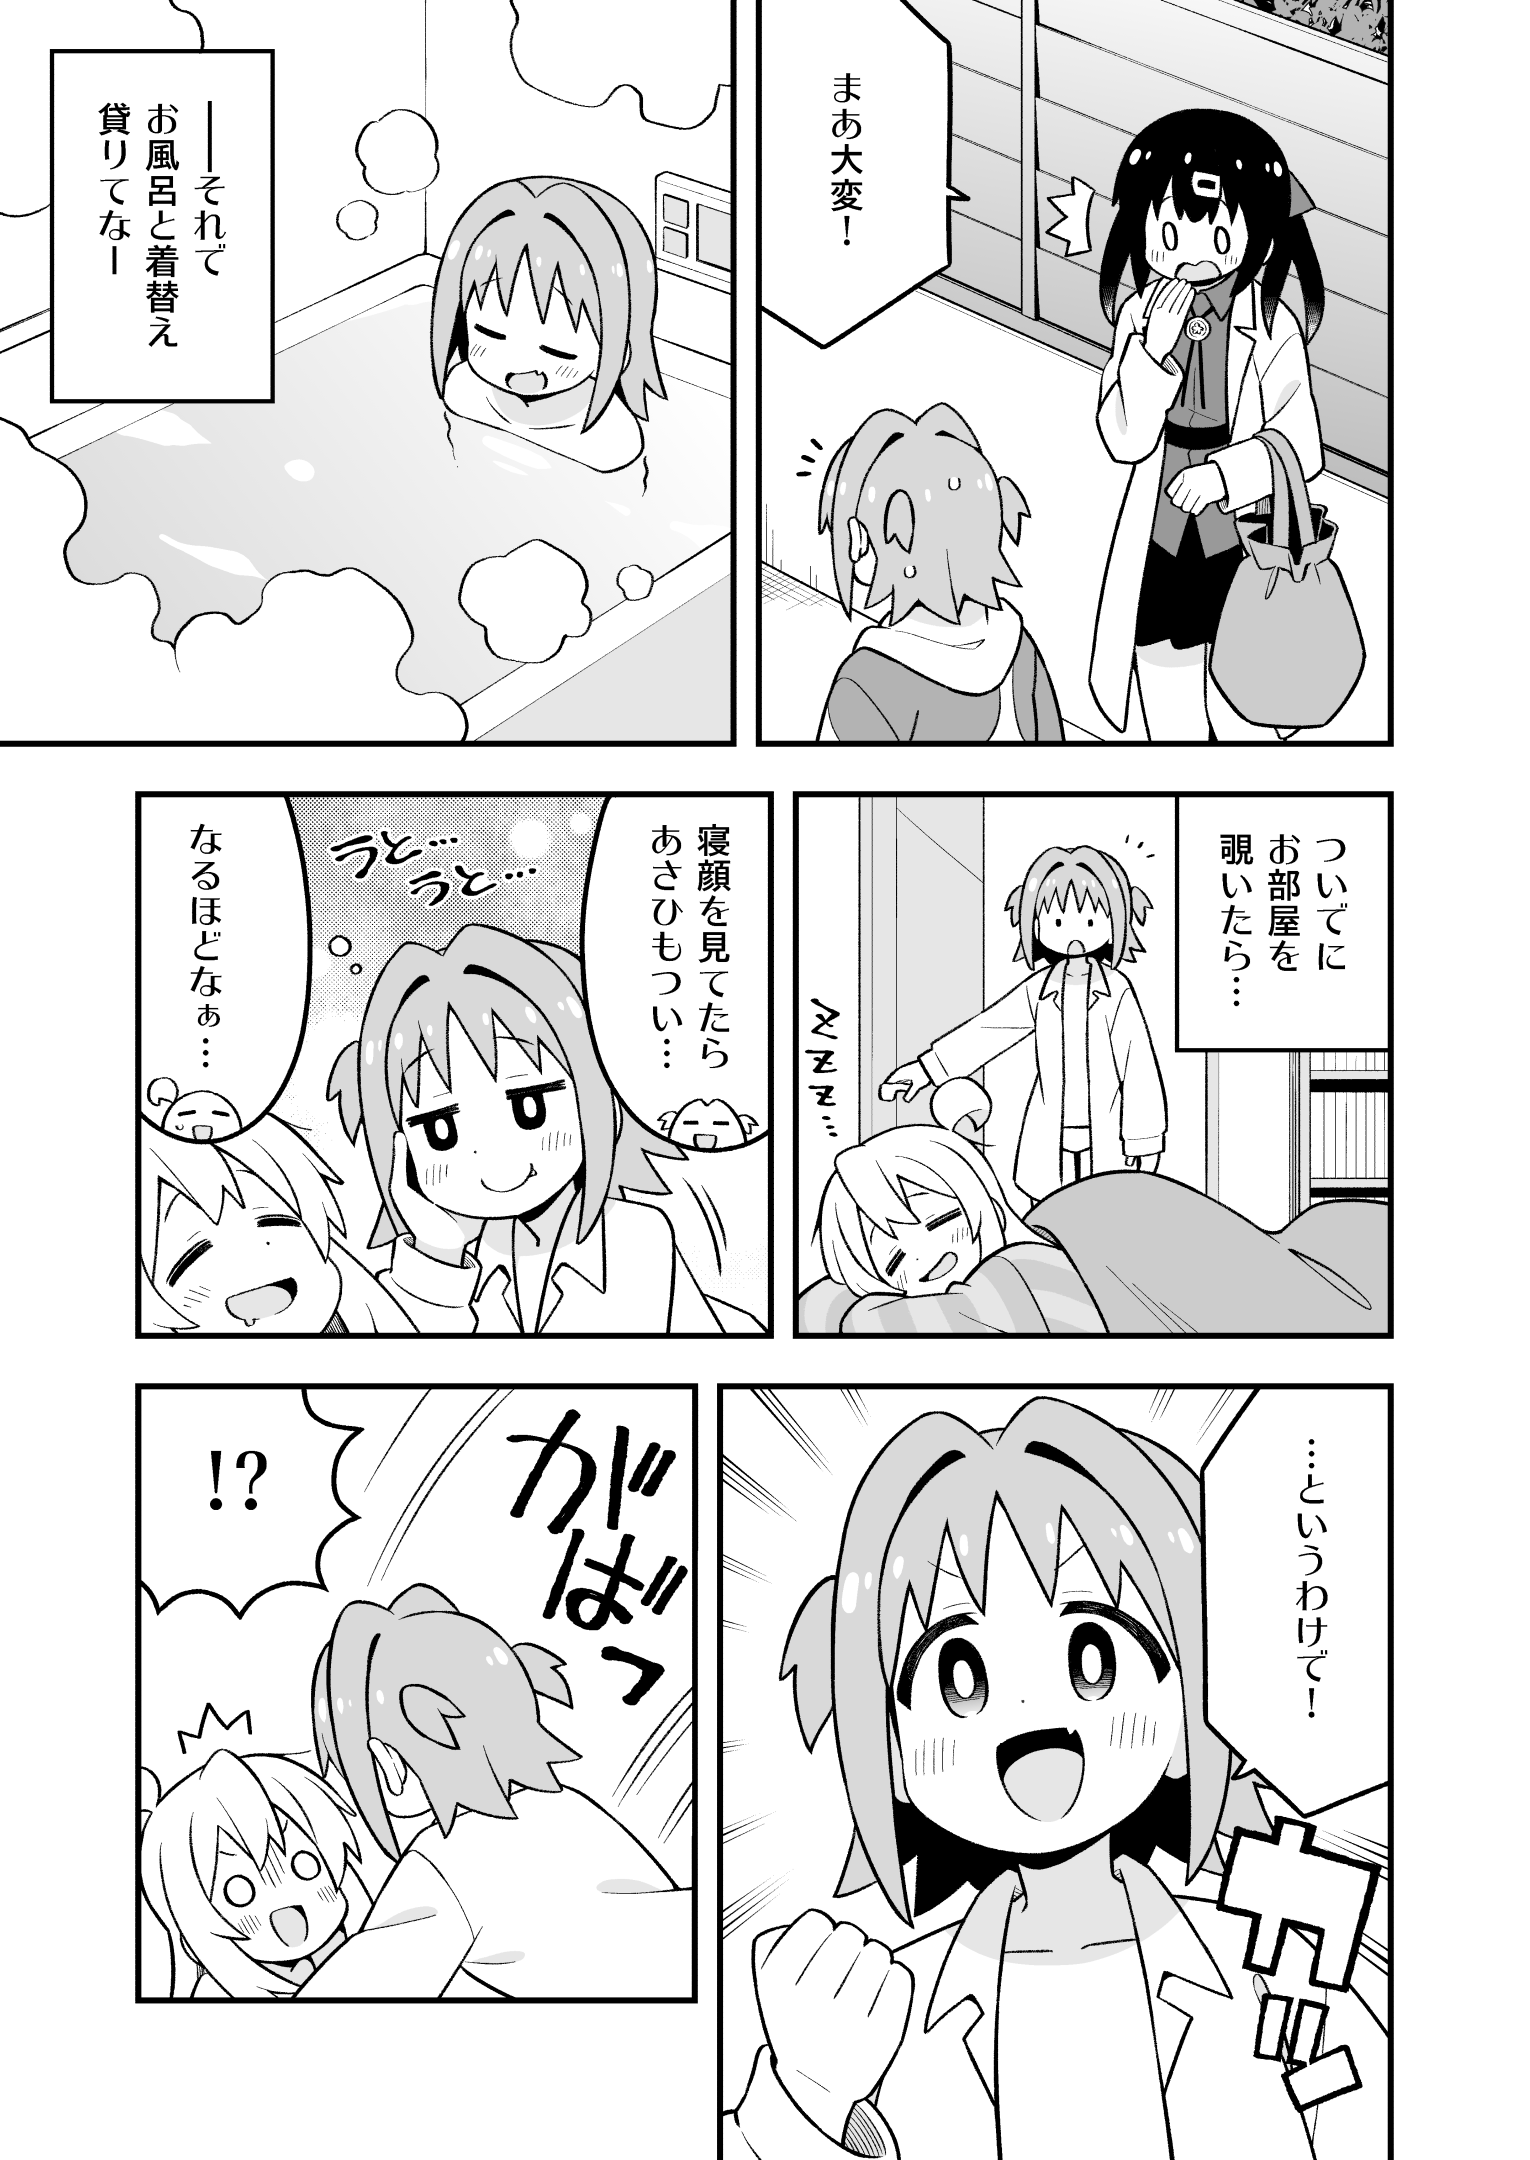 まあ大変！
――それで
お風呂と着替え
貸りてなー
ついでに
お部屋を
覗いたら…
ZZZ…
寝顔を見てたら
あさひもつい…
うと…
うと…
なるほどなぁ…
…というわけで！
ガバッ
がばっ
!?